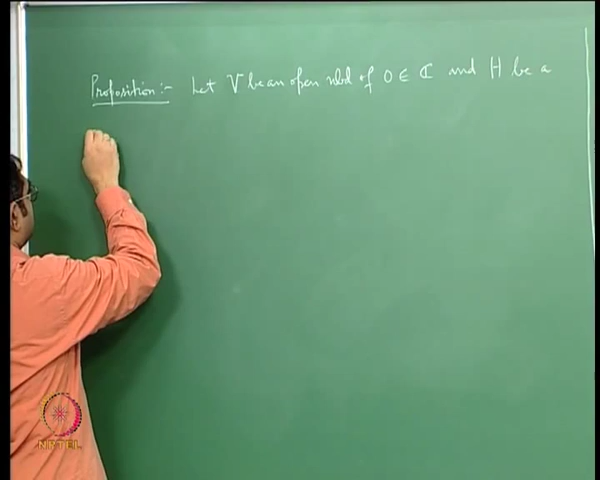 Proposition:- Let V be an open nbd of 0 ∈ ℂ and H be a
NPTEL